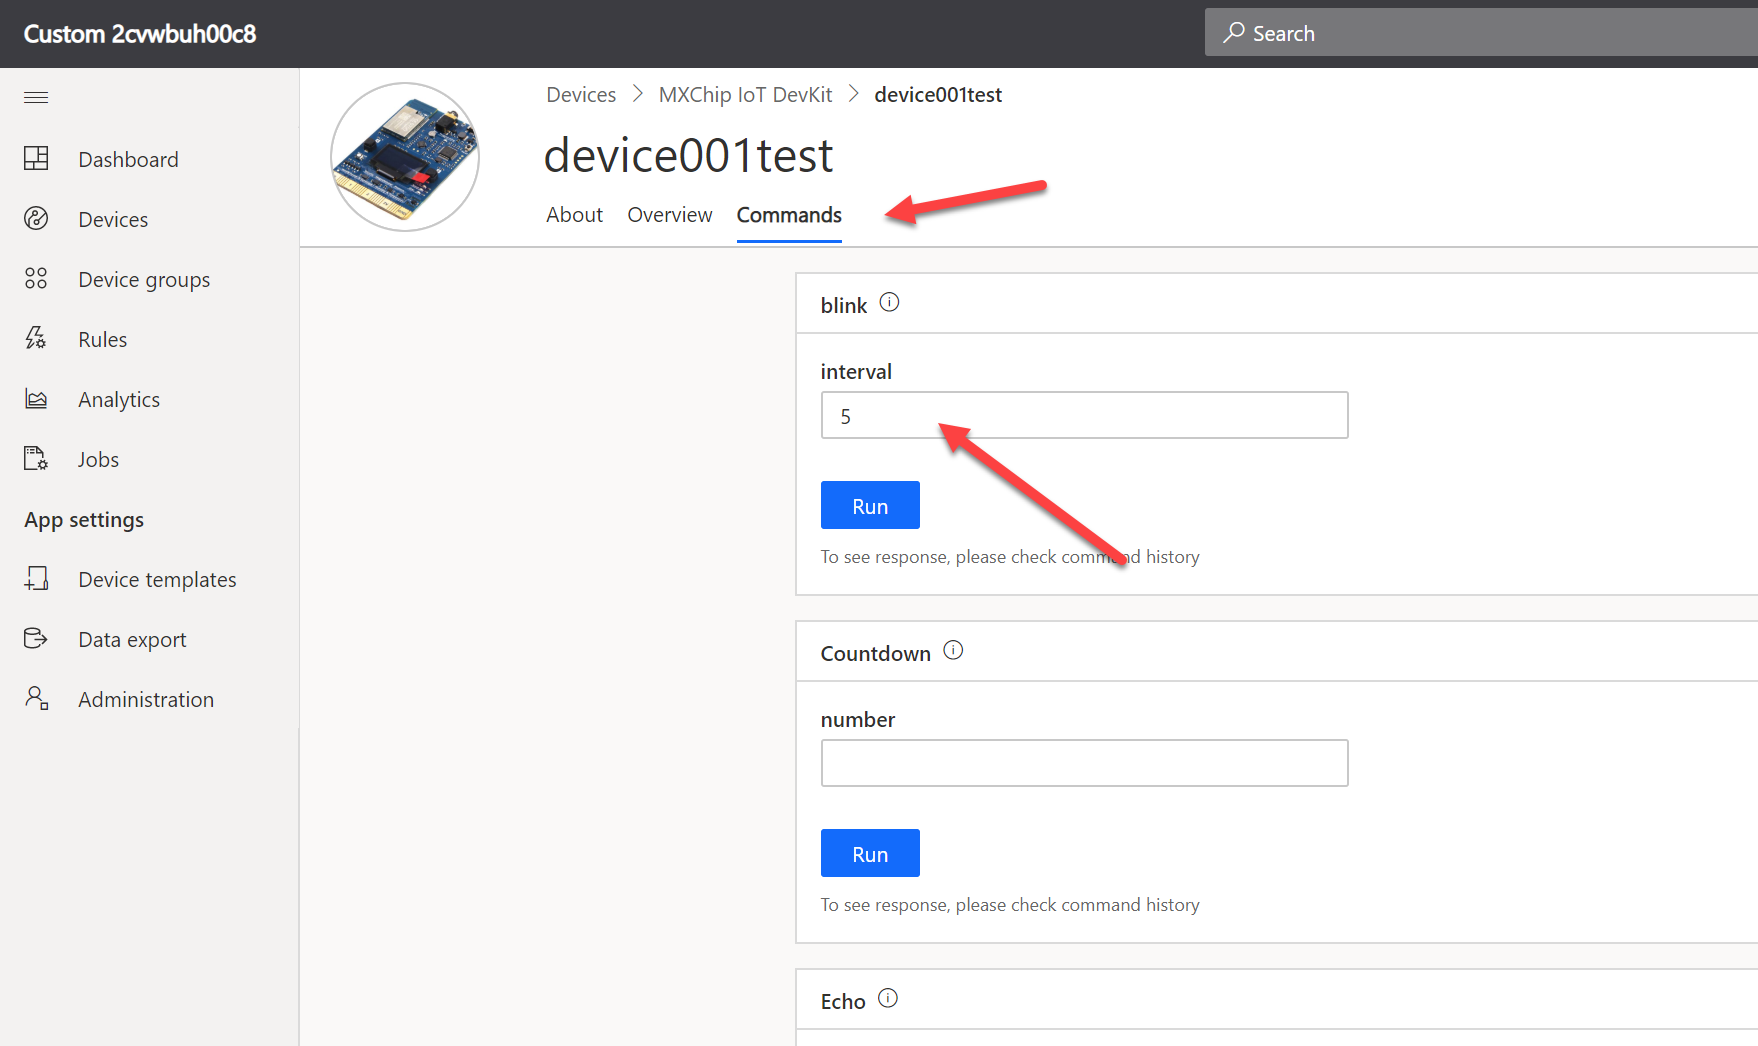 Custom 2cvwbuh00c8
Search
Dashboard
Devices
Device groups
Rules
Analytics
Jobs
App settings
Device templates
Data export
Administration
Devices > MXChip IoT DevKit > device001test
device001test
About Overview Commands
blink
interval
5
Run
To see response, please check command history
Countdown
number
Run
To see response, please check command history
Echo